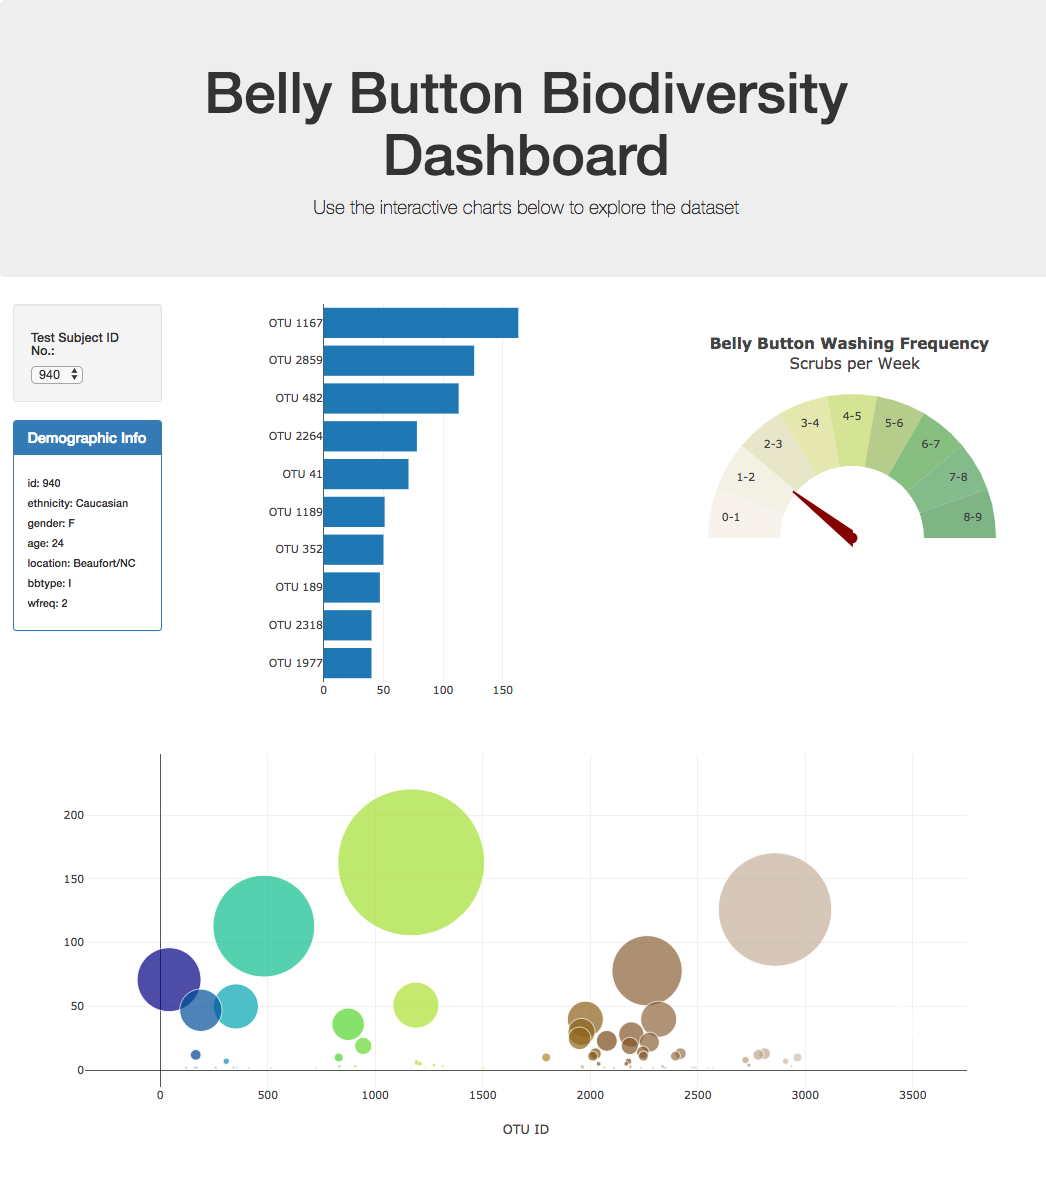 Belly Button Biodiversity
Dashboard
Use the interactive charts below to explore the dataset
Test Subject ID
No.:
940
Demographic Info
id: 940
ethnicity: Caucasian
gender: F
age: 24
location: Beaufort/NC
bbtype: I
wfreq: 2
OTU 1167
OTU 2859
OTU 482
OTU 2264
OTU 41
OTU 1189
OTU 352
OTU 189
OTU 2318
OTU 1977
0 50 100 150
Belly Button Washing Frequency
Scrubs per Week
0-1
1-2
2-3
3-4
4-5
5-6
6-7
7-8
8-9
200
150
100
50
0
0 500 1000 1500 2000 2500 3000 3500
OTU ID